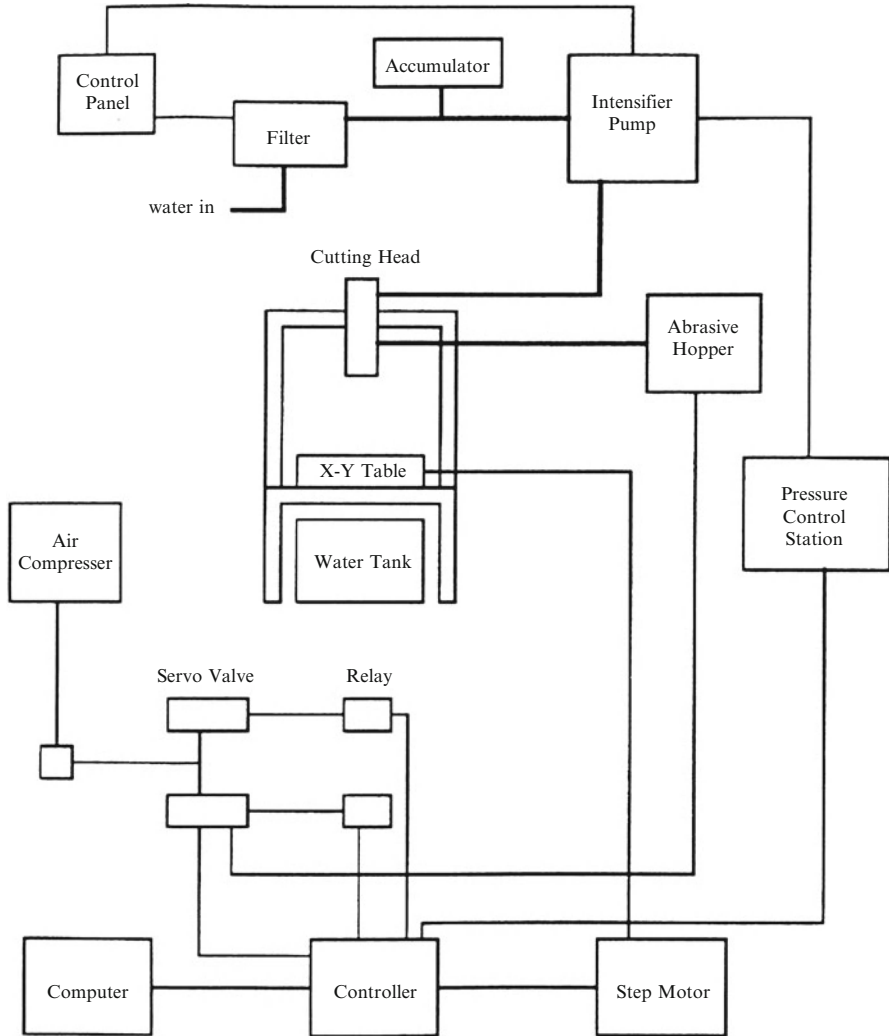 Control
Panel
Accumulator
Intensifier
Pump
Filter
water in
Cutting Head
Abrasive
Hopper
X-Y Table
Pressure
Control
Station
Air
Compresser
Water Tank
Servo Valve
Relay
Computer
Controller
Step Motor